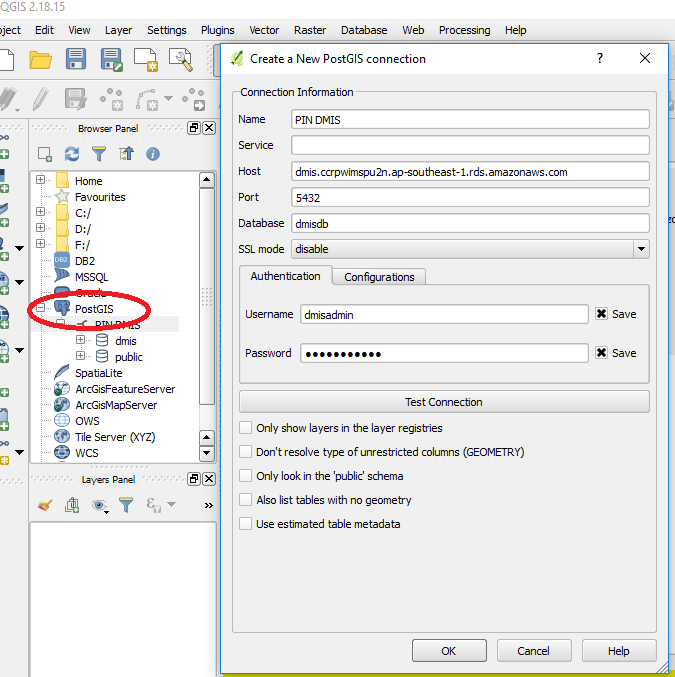 QGIS 2.18.15
oject Edit View Layer Settings Plugins Vector Raster Database Web Processing Help
Create a New PostGIS connection ?
Browser Panel
Home
Favourites
C:/
D:/
F:/
DB2 DB2
MSSQL
Oracle
PostGIS
PIN DMIS
dmis
public
SpatiaLite
ArcGisFeatureServer
ArcGisMapServer
OWS
Tile Server (XYZ)
WCS
Layers Panel
»
Connection Information
Name PIN DMIS
Service
Host dmis.ccrpwimspu2n.ap-southeast-1.rds.amazonaws.com
Port 5432
Database dmisdb
SSL mode disable
Authentication Configurations
Username dmisadmin Save
Password ●●●●●●●●●●● Save
Test Connection
Only show layers in the layer registries
Don't resolve type of unrestricted columns (GEOMETRY)
Only look in the 'public' schema
Also list tables with no geometry
Use estimated table metadata
OK Cancel Help